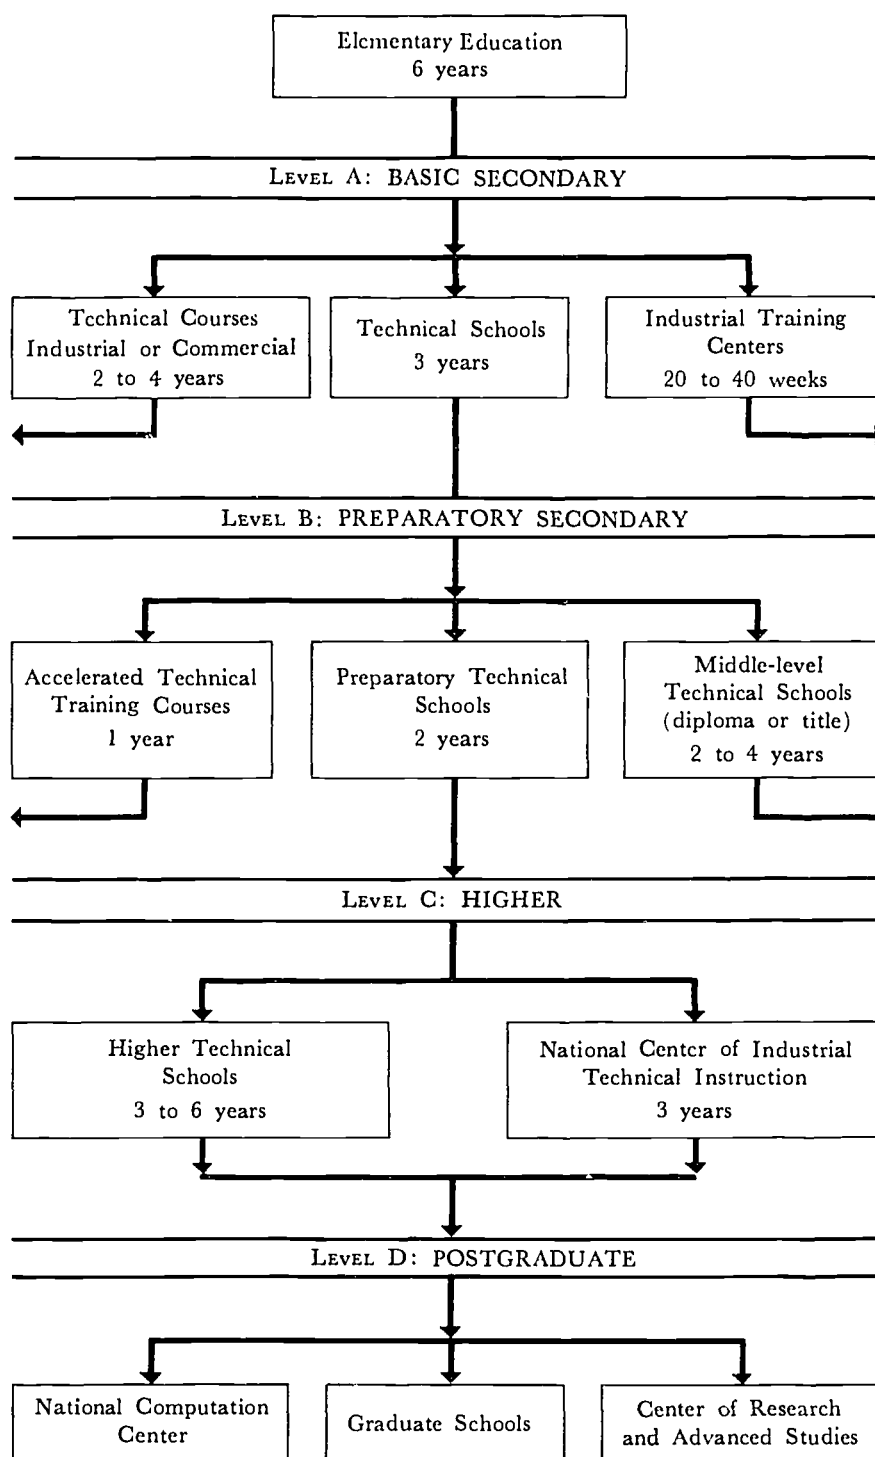 Elementary Education
6 years
LEVEL A: BASIC SECONDARY
Technical Courses
Industrial or Commercial
2 to 4 years
Technical Schools
3 years
Industrial Training
Centers
20 to 40 weeks
LEVEL B: PREPARATORY SECONDARY
Accelerated Technical
Training Courses
1 year
Preparatory Technical
Schools
2 years
Middle-level
Technical Schools
(diploma or title)
2 to 4 years
LEVEL C: HIGHER
Higher Technical
Schools
3 to 6 years
National Center of Industrial
Technical Instruction
3 years
LEVEL D: POSTGRADUATE
National Computation
Center
Graduate Schools
Center of Research
and Advanced Studies